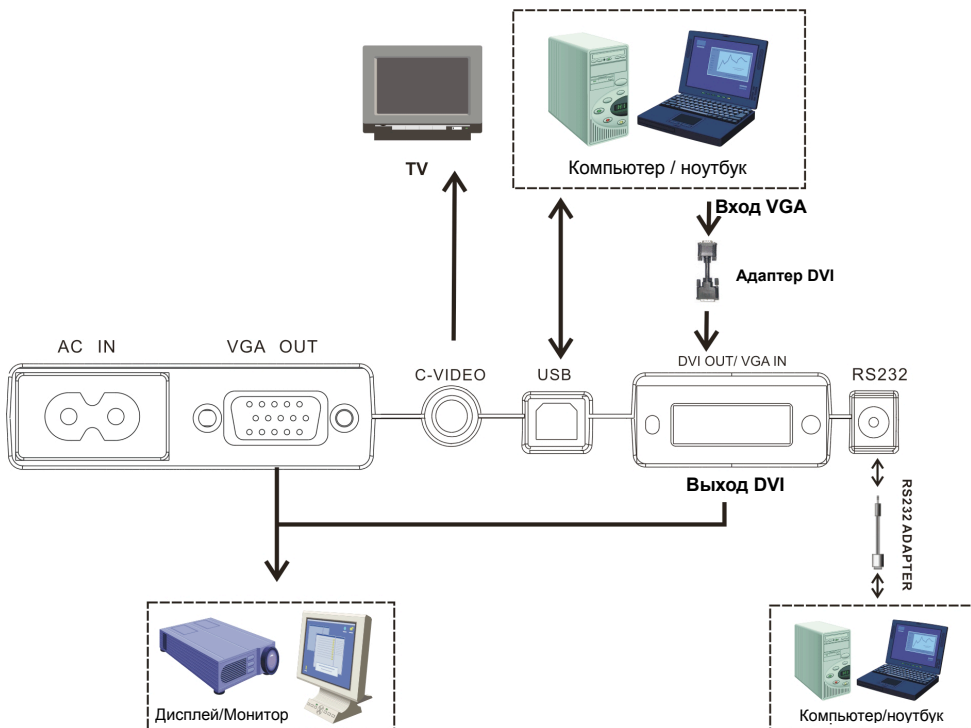 Компьютер / ноутбук
TV
Вход VGA
Адаптер DVI
AC IN
VGA OUT
C-VIDEO
USB
DVI OUT/ VGA IN
RS232
Выход DVI
RS232 ADAPTER
Дисплей/Монитор
Компьютер/ноутбук